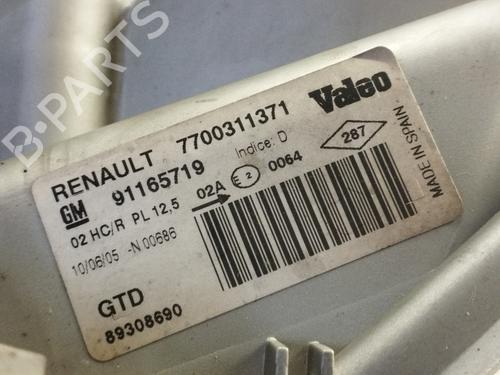 B-PARTS
RENAULT 7700311371 Valeo
GM 91165719 Indice: D 287
02 HC/R PL 12,5 02A E2 0064
10/06/05 -N 00686
MADE IN SPAIN
GTD
89308690